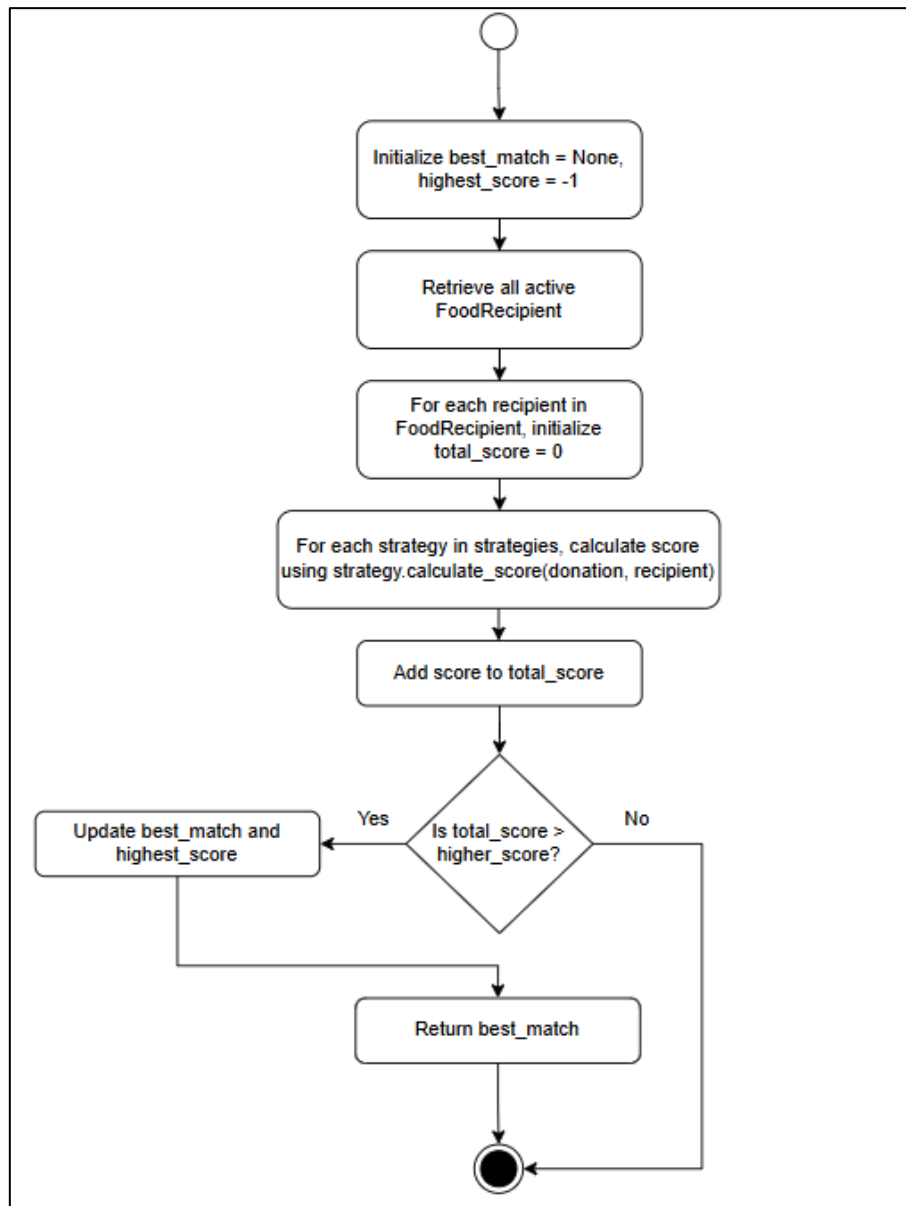 Initialize best_match = None,
highest_score = -1
Retrieve all active
FoodRecipient
For each recipient in
FoodRecipient, initialize
total_score = 0
For each strategy in strategies, calculate score
using strategy.calculate_score(donation, recipient)
Add score to total_score
Is total_score >
higher_score?
Yes
No
Update best_match and
highest_score
Return best_match